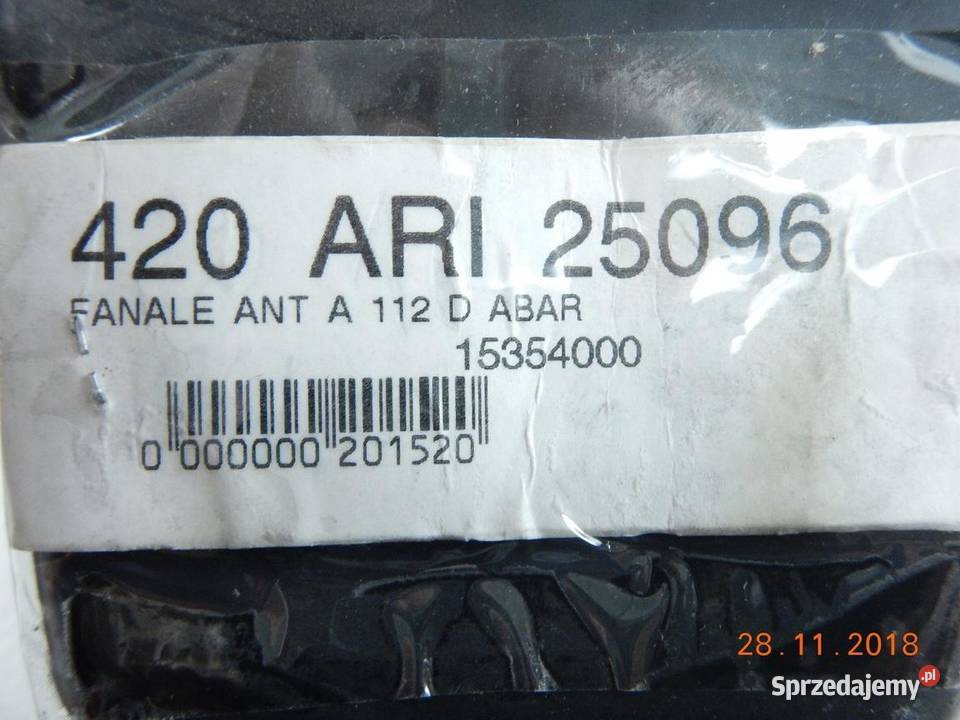 420 ARI 25096
FANALE ANT A 112 D ABAR
15354000
0 000000 201520
28.11.2018
Sprzedajemy.pl